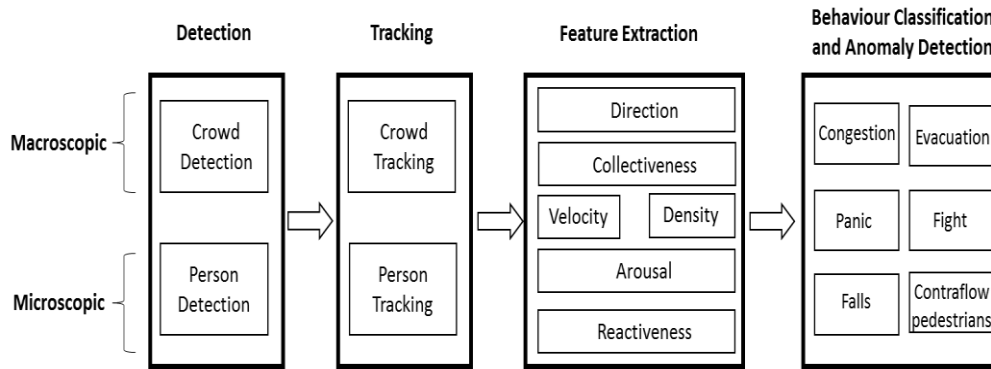 Detection
Tracking
Feature Extraction
Behaviour Classification
and Anomaly Detection
Macroscopic
Microscopic
Crowd
Detection
Person
Detection
Crowd
Tracking
Person
Tracking
Direction
Collectiveness
Velocity
Density
Arousal
Reactiveness
Congestion
Evacuation
Panic
Fight
Falls
Contraflow
pedestrians